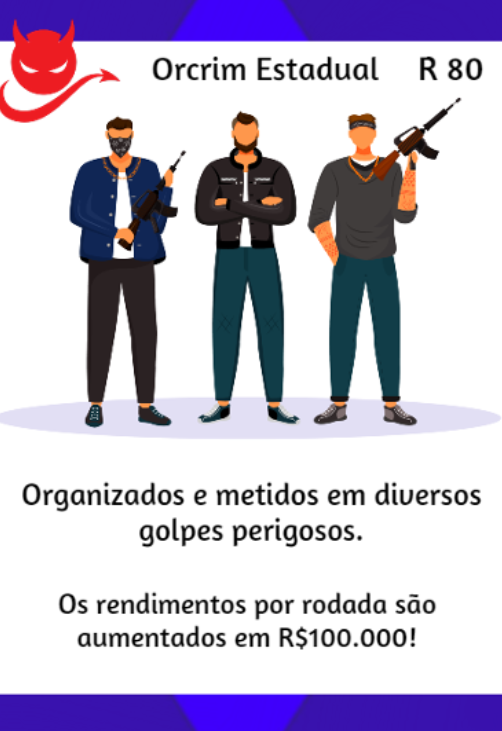 Orcrim Estadual R 80
Organizados e metidos em diversos
golpes perigosos.
Os rendimentos por rodada são
aumentados em R$100.000!